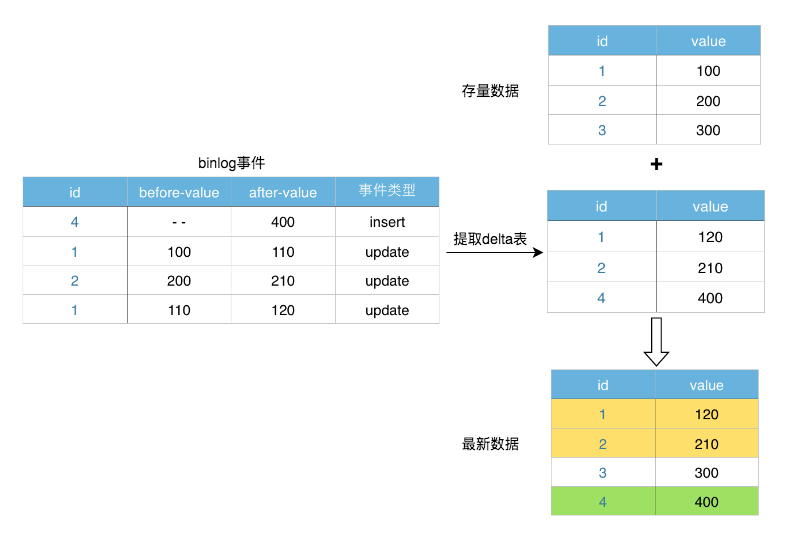 id value
存量数据
1 100
2 200
3 300
+
binlog事件
id before-value after-value 事件类型
4 - - 400 insert
1 100 110 update
2 200 210 update
1 110 120 update
提取delta表
id value
1 120
2 210
4 400
id value
1 120
最新数据
2 210
3 300
4 400